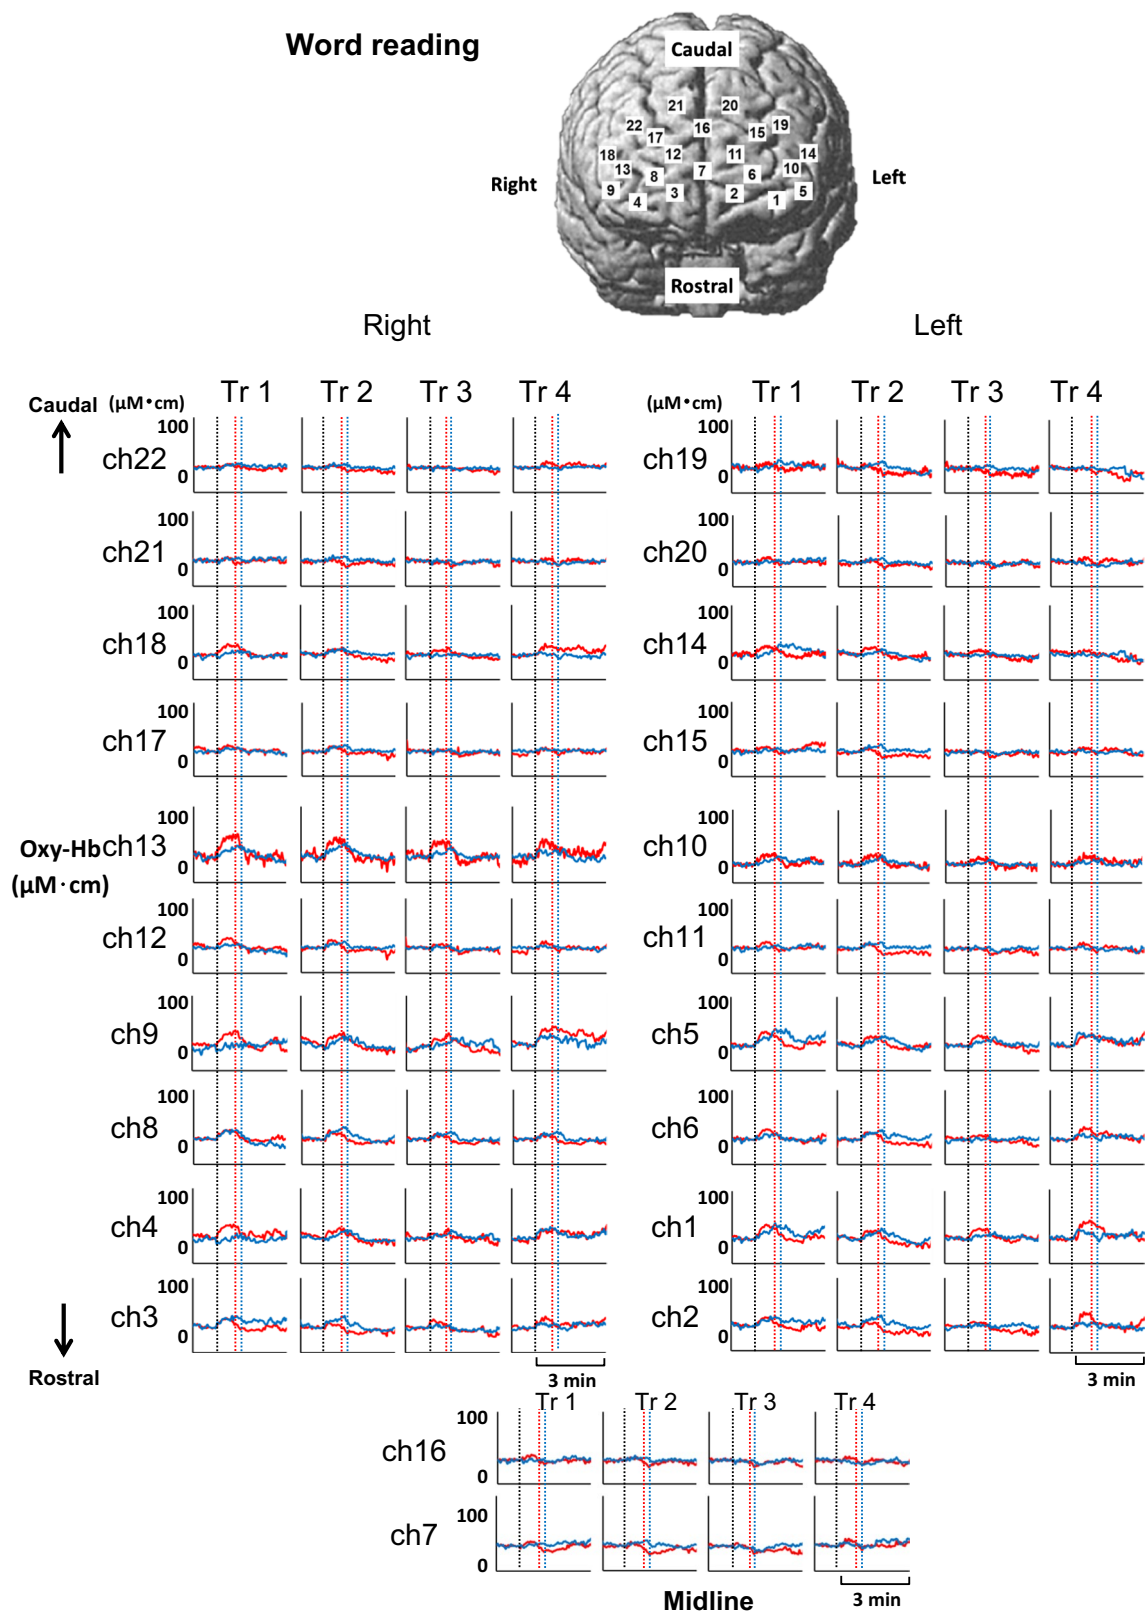 Word reading
Caudal
21 20
22 16 15 19
17
18 12 11 14
13 8 7 6 10
9 3 2 5
4 1
Right
Left
Rostral
Right Left
Tr 1 Tr 2 Tr 3 Tr 4 Tr 1 Tr 2 Tr 3 Tr 4
Caudal (μM·cm) (μM·cm)
100 100
ch22 ch19
0 0
100 100
ch21 ch20
0 0
100 100
ch18 ch14
0 0
100 100
ch17 ch15
0 0
100 100
Oxy-Hb ch13 ch10
(μM·cm) 0 0
100 100
ch12 ch11
0 0
100 100
ch9 ch5
0 0
100 100
ch8 ch6
0 0
100 100
ch4 ch1
0 0
100 100
ch3 ch2
0 0
Rostral
3 min 3 min
Tr 1 Tr 2 Tr 3 Tr 4
100
ch16
0
100
ch7
0
Midline 3 min